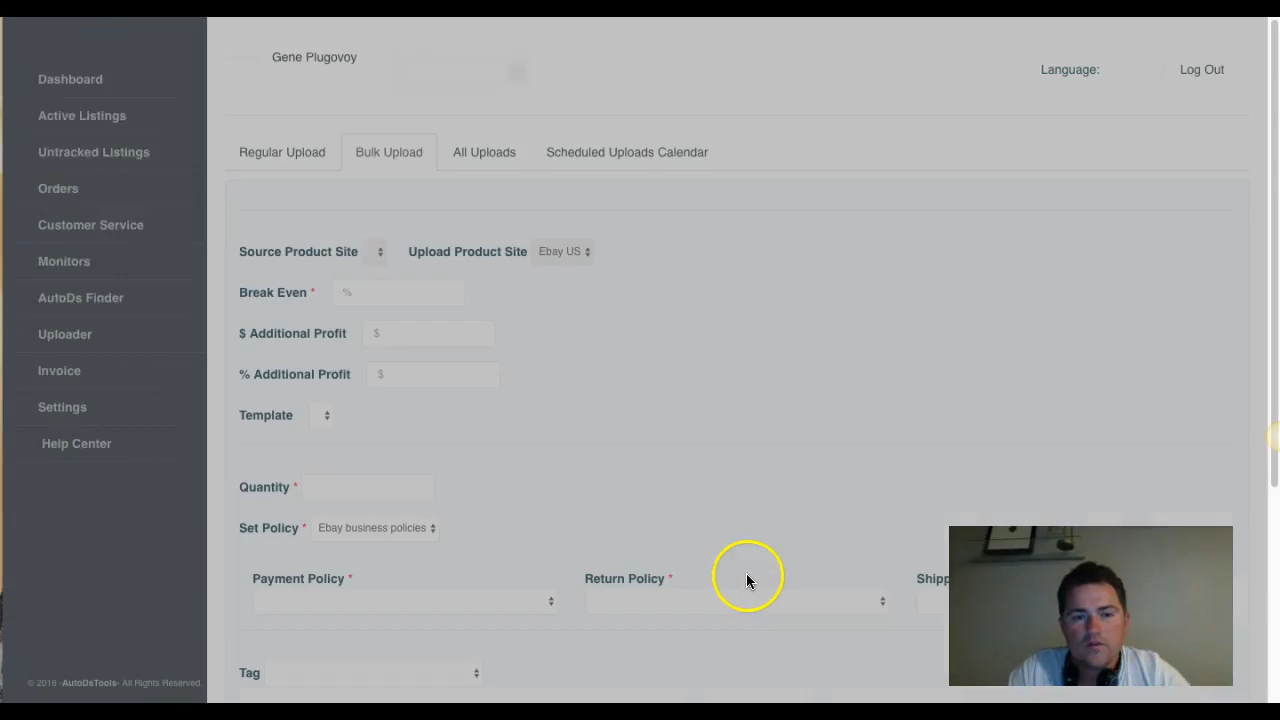 Gene Plugovoy
Language:
Log Out
Dashboard
Active Listings
Untracked Listings
Orders
Customer Service
Monitors
AutoDs Finder
Uploader
Invoice
Settings
Help Center
© 2016 -AutoDsTools- All Rights Reserved.
Regular Upload
Bulk Upload
All Uploads
Scheduled Uploads Calendar
Source Product Site
Upload Product Site
Ebay US
Break Even *
%
$ Additional Profit
$
% Additional Profit
$
Template
Quantity *
Set Policy *
Ebay business policies
Payment Policy *
Return Policy *
Shipp
Tag